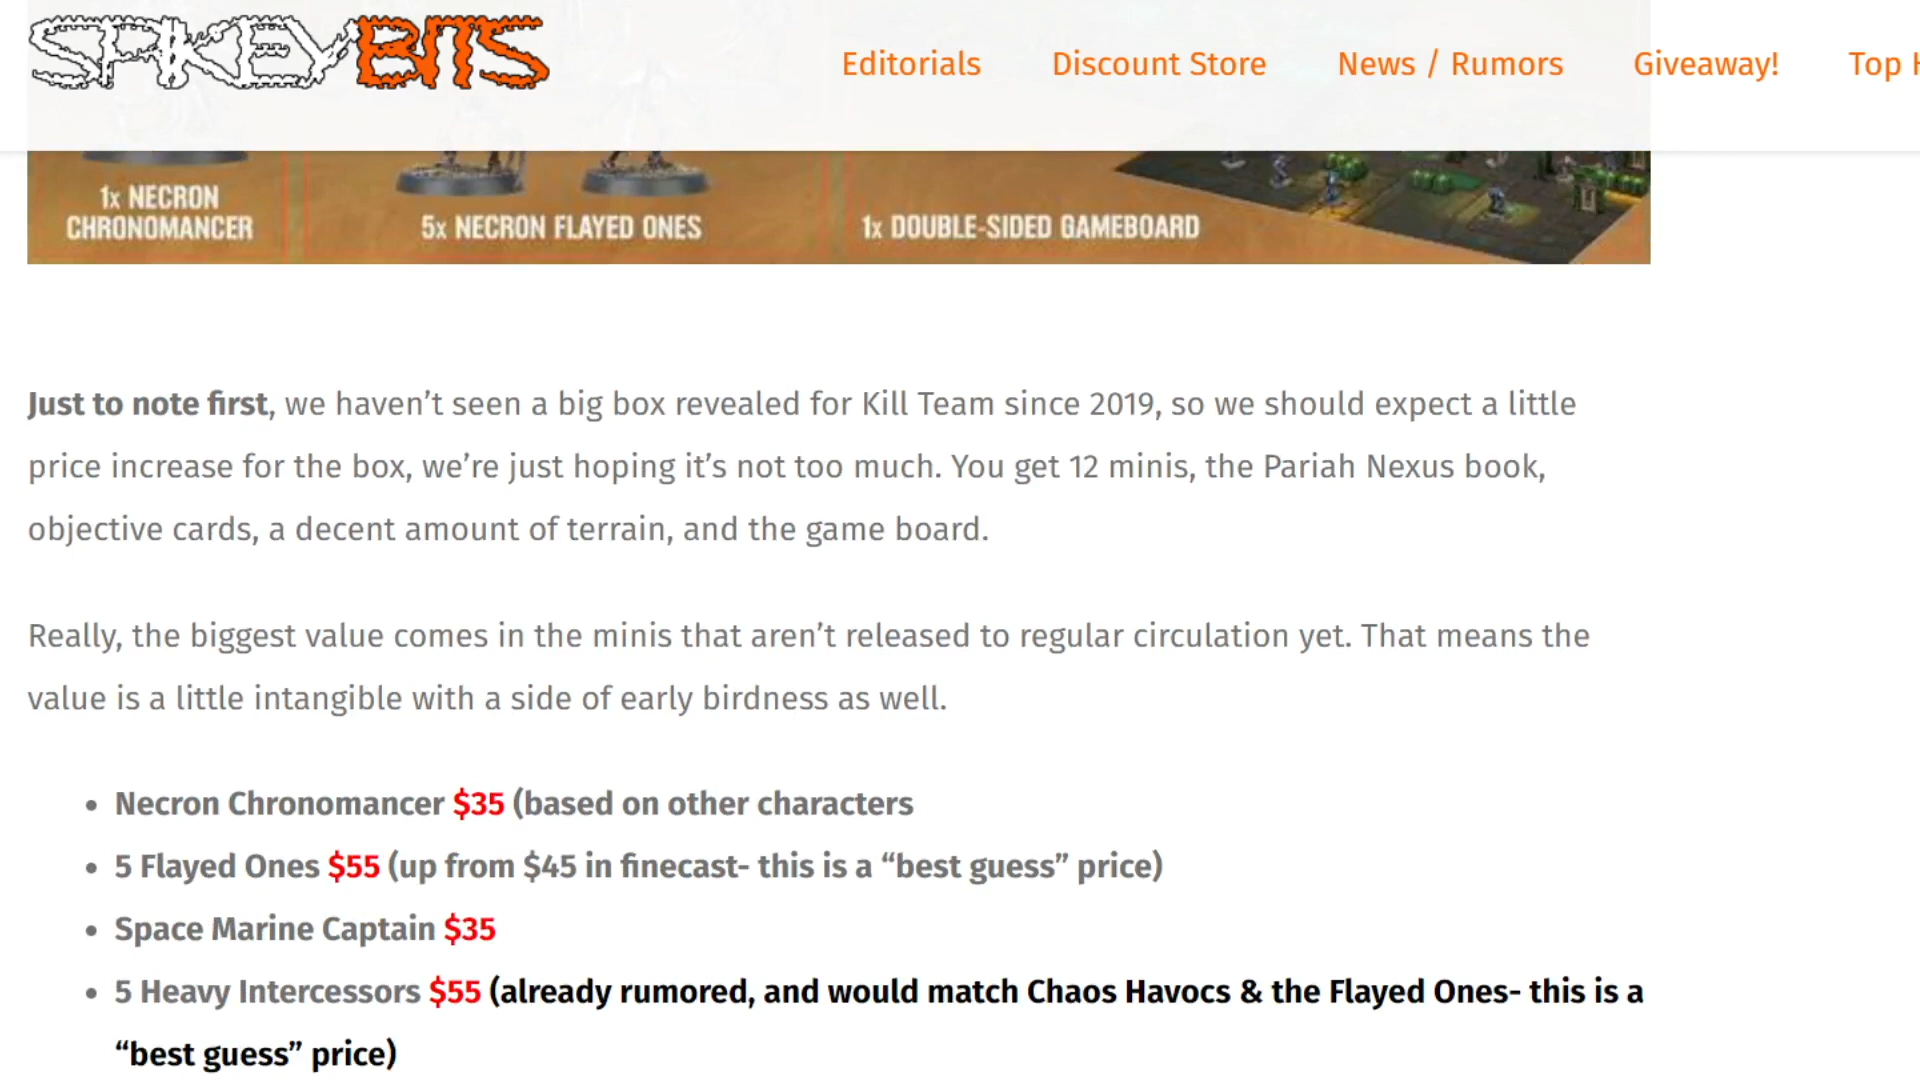 SPIKEY BITS
Editorials Discount Store News / Rumors Giveaway! Top H
1x NECRON
CHRONOMANCER
5x NECRON FLAYED ONES
1x DOUBLE-SIDED GAMEBOARD
Just to note first, we haven’t seen a big box revealed for Kill Team since 2019, so we should expect a little
price increase for the box, we’re just hoping it’s not too much. You get 12 minis, the Pariah Nexus book,
objective cards, a decent amount of terrain, and the game board.
Really, the biggest value comes in the minis that aren’t released to regular circulation yet. That means the
value is a little intangible with a side of early birdness as well.
• Necron Chronomancer $35 (based on other characters
• 5 Flayed Ones $55 (up from $45 in finecast- this is a “best guess” price)
• Space Marine Captain $35
• 5 Heavy Intercessors $55 (already rumored, and would match Chaos Havocs & the Flayed Ones- this is a
“best guess” price)